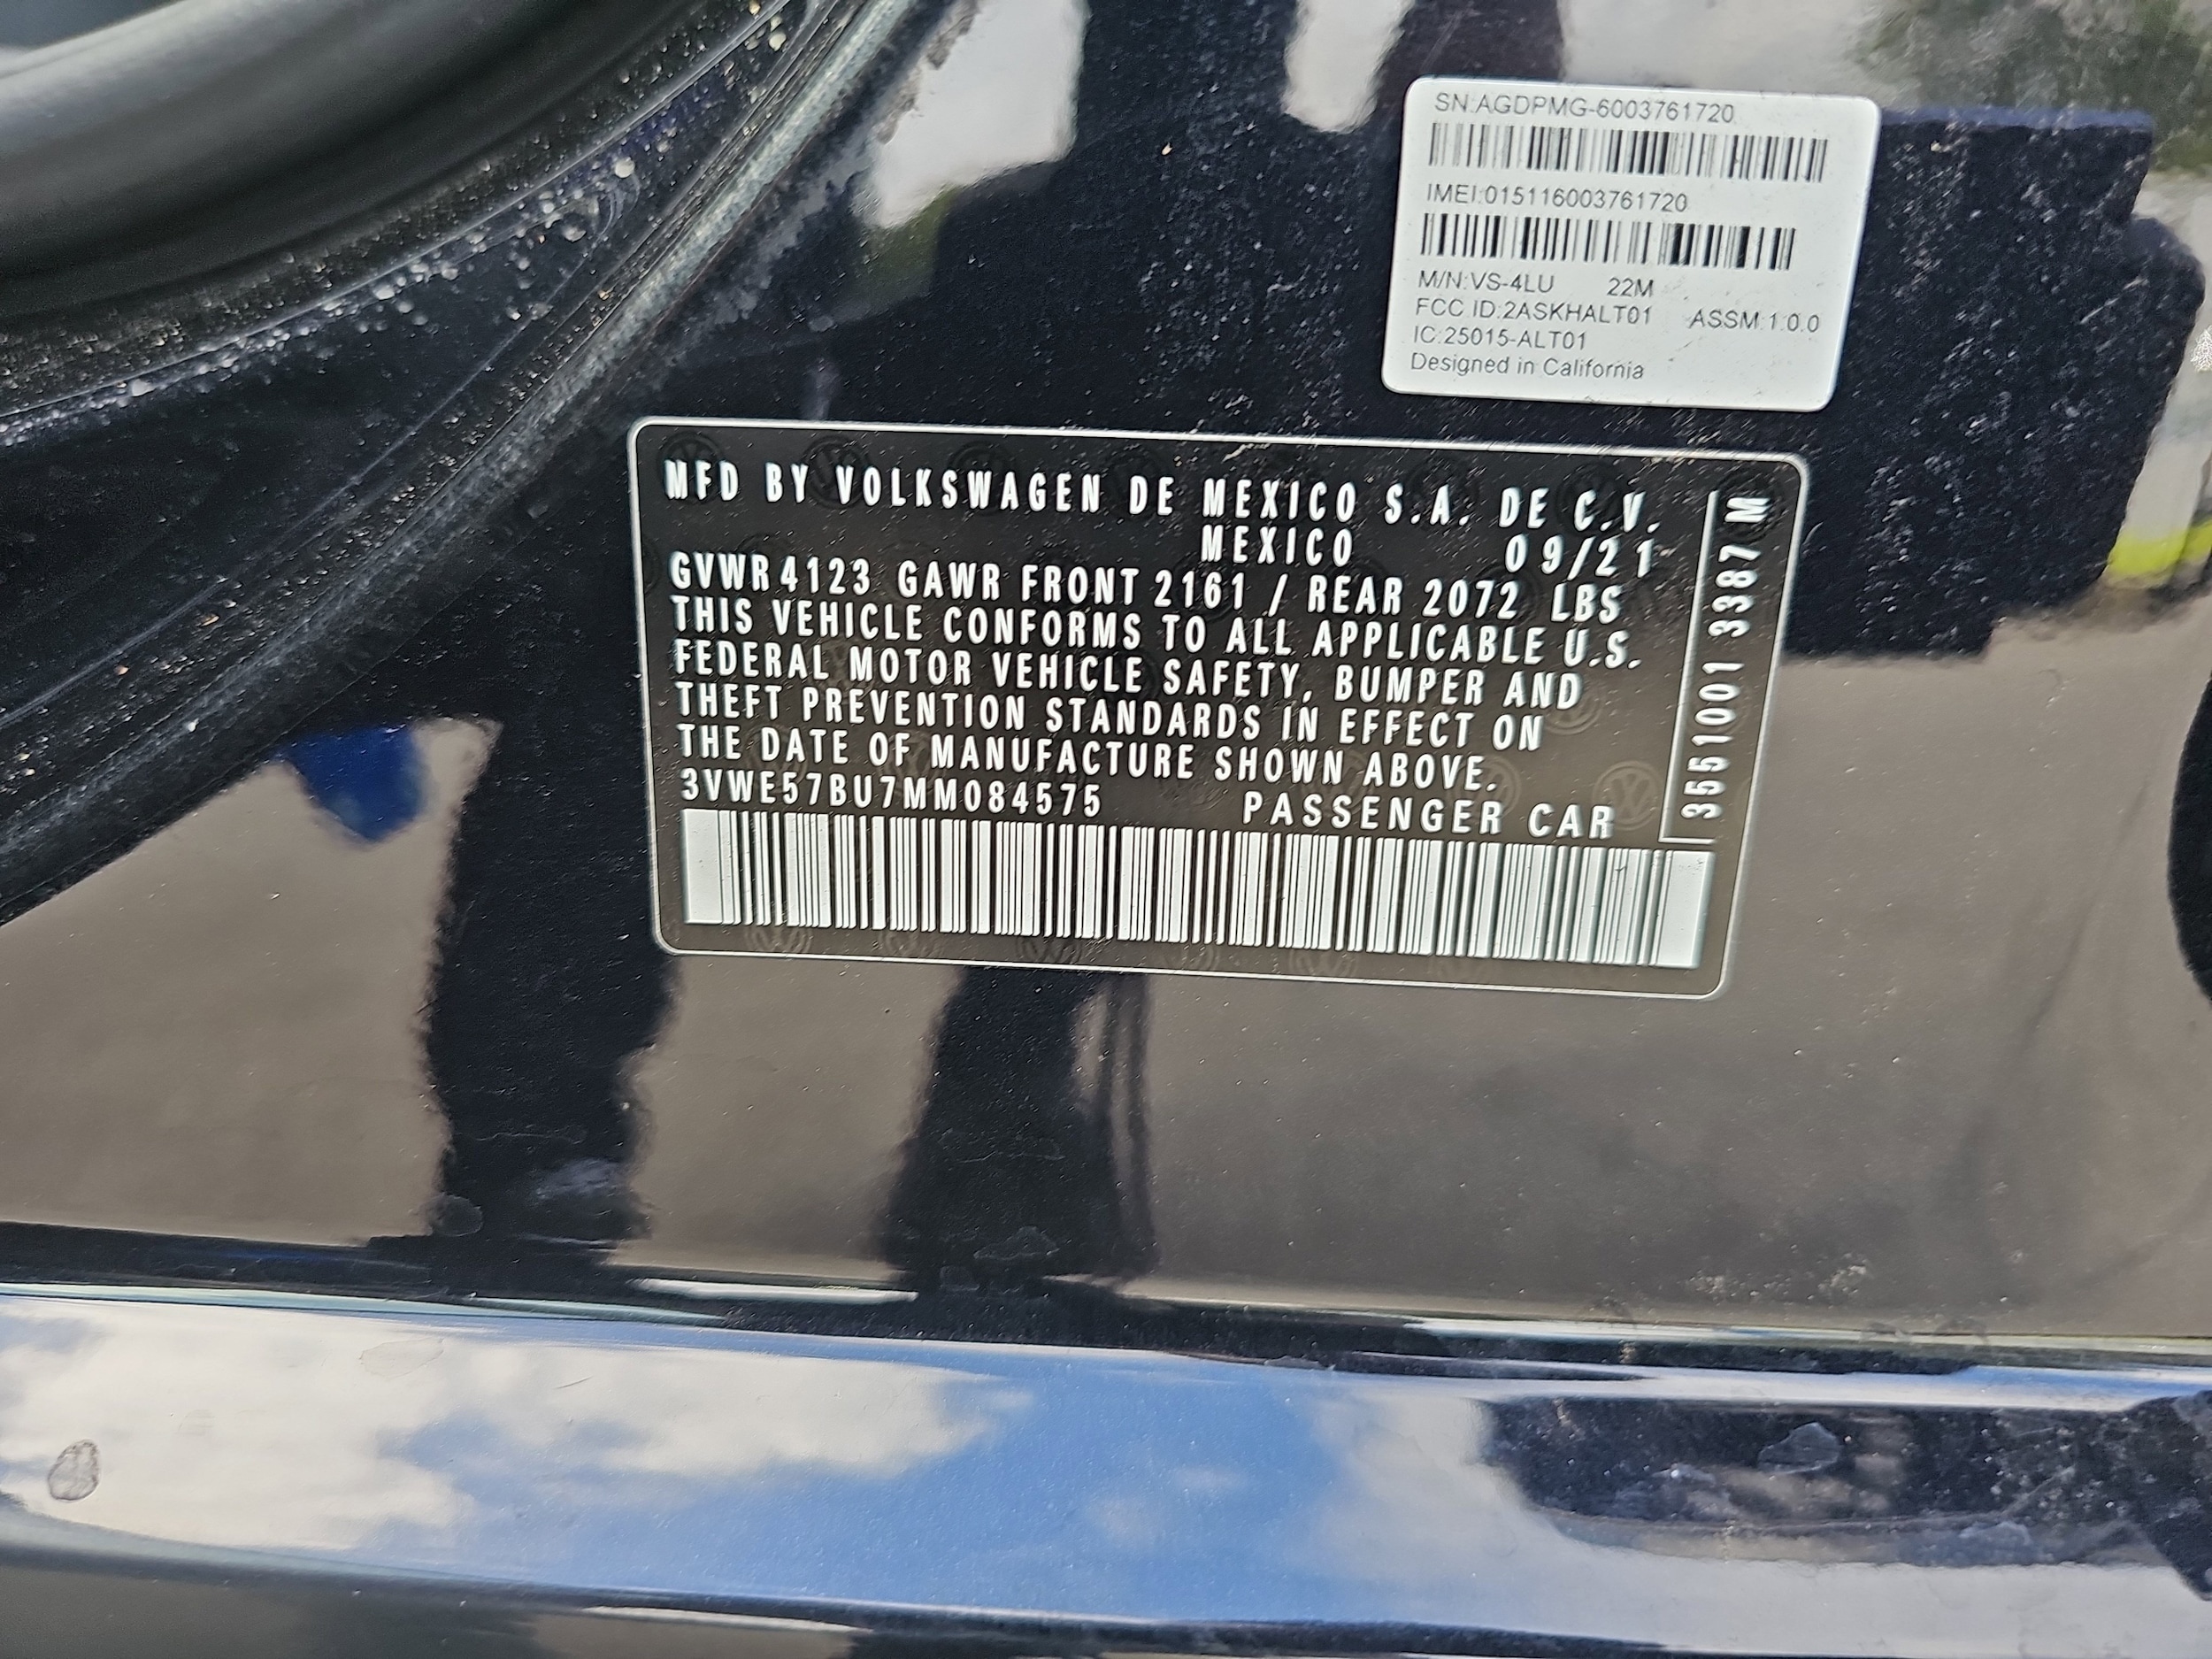 SN:AGDPMG-6003761720
IMEI:015116003761720
M/N:VS-4LU 22M
FCC ID:2ASKHALT01 ASSM:1.0.0
IC:25015-ALT01
Designed in California
MFD BY VOLKSWAGEN DE MEXICO S.A. DE C.V.
MEXICO 09/21
GVWR 4123 GAWR FRONT 2161 / REAR 2072 LBS
THIS VEHICLE CONFORMS TO ALL APPLICABLE U.S.
FEDERAL MOTOR VEHICLE SAFETY, BUMPER AND
THEFT PREVENTION STANDARDS IN EFFECT ON
THE DATE OF MANUFACTURE SHOWN ABOVE.
3VWE57BU7MM084575 PASSENGER CAR
3551001 3387 M